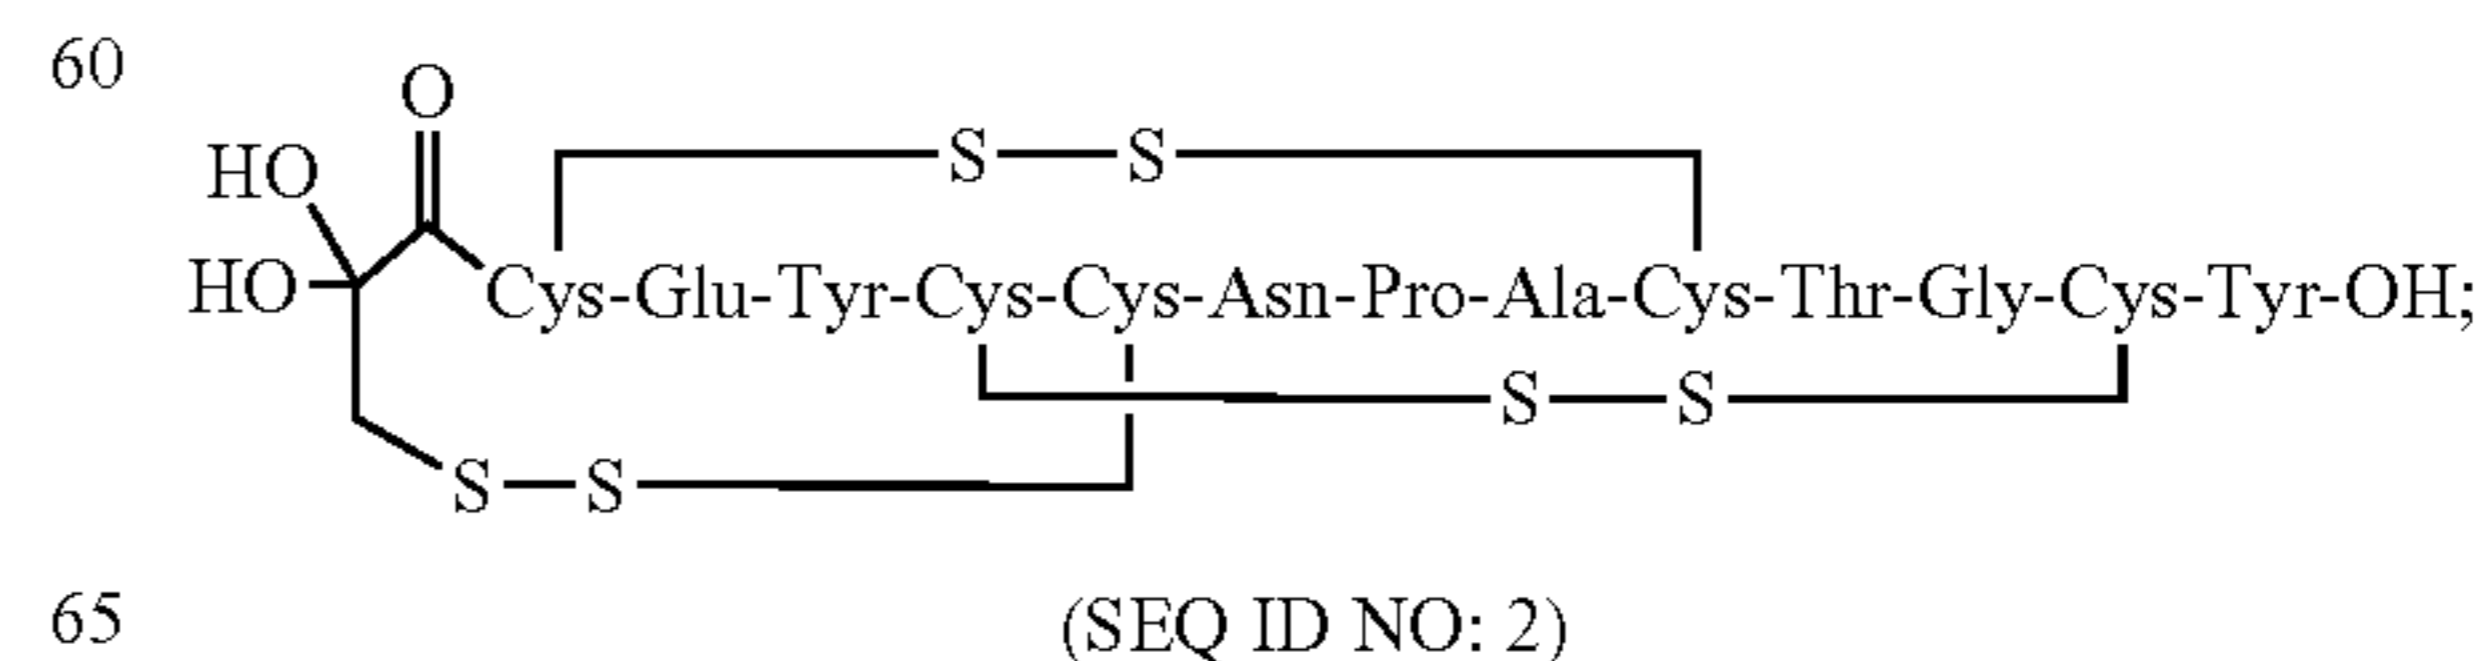 60
O
HO
S—S
HO
Cys-Glu-Tyr-Cys-Cys-Asn-Pro-Ala-Cys-Thr-Gly-Cys-Tyr-OH;
S—S
S—S
65
(SEQ ID NO: 2)